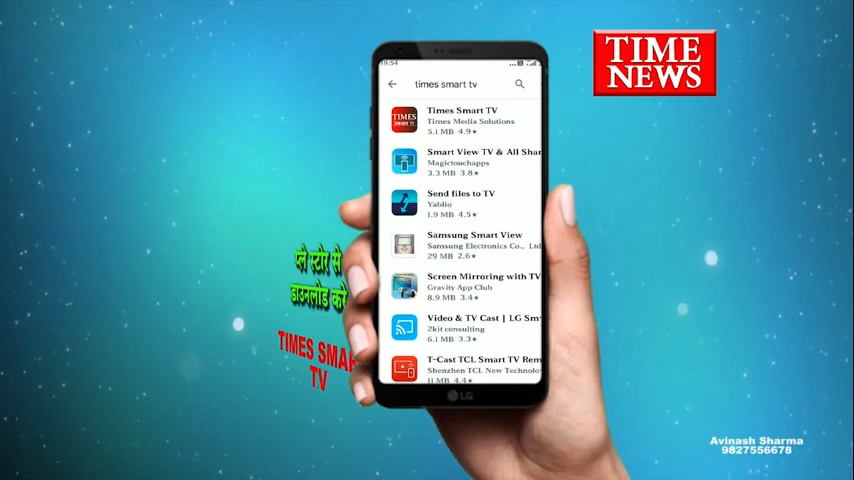 TIME
NEWS
19:54
times smart tv
TIMES
SMART TV
Times Smart TV
Times Media Solutions
5.1 MB 4.9★
Smart View TV & All Shar
Magictouchapps
3.3 MB 3.8★
Send files to TV
Yablio
1.9 MB 4.5★
Samsung Smart View
Samsung Electronics Co., Ltd
29 MB 2.6★
Screen Mirroring with TV
Gravity App Club
8.9 MB 3.4★
Video & TV Cast | LG Sm
2kit consulting
6.1 MB 3.3★
T-Cast TCL Smart TV Rem
Shenzhen TCL New Technolo
11 MB 4.4★
LG
प्ले स्टोर से
डाउनलोड करे
TIMES SMAR
TV
Avinash Sharma
9827556678